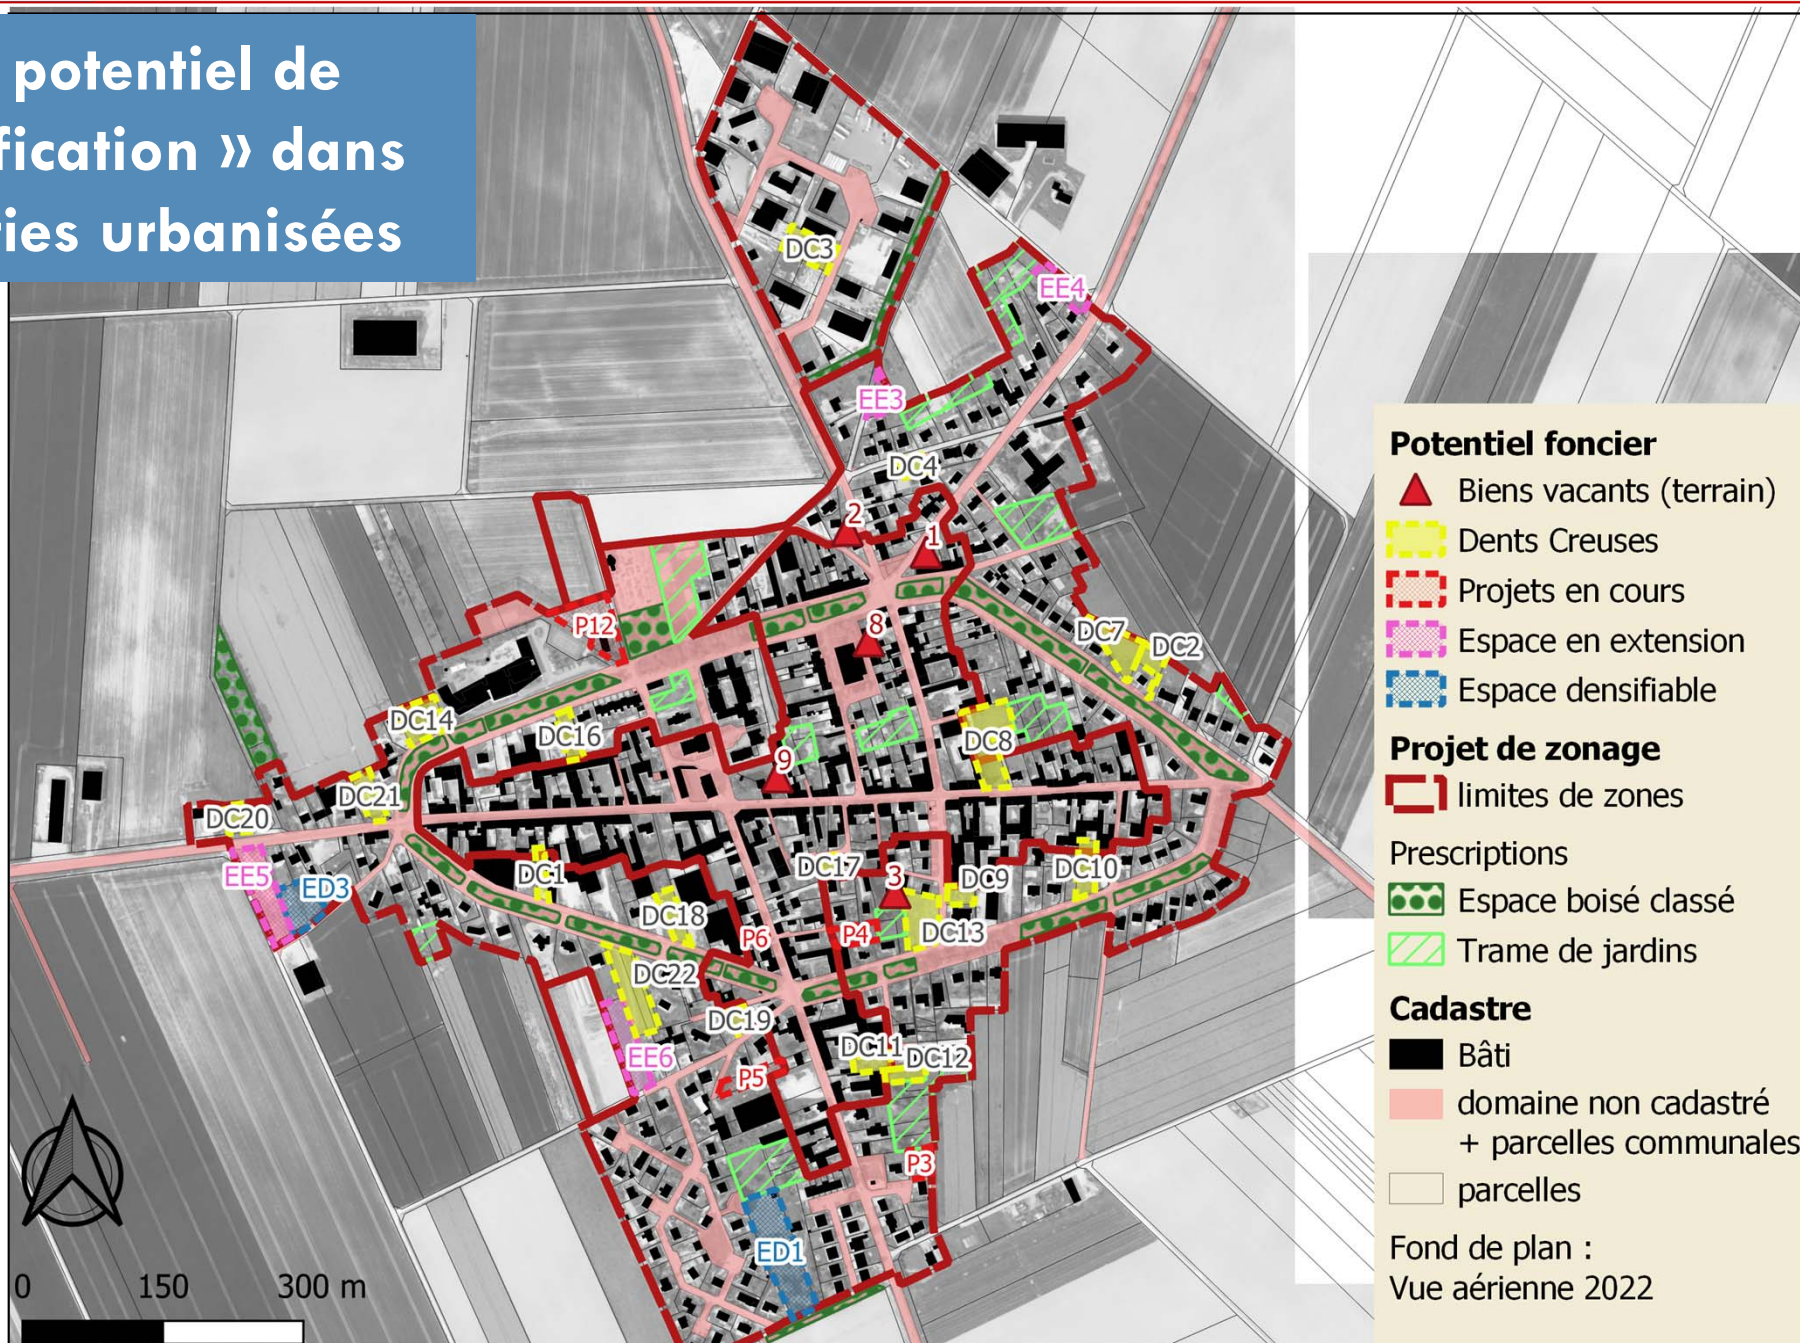 potentiel de
fication » dans
ies urbanisées
DC3
EE4
EE3
DC4
2
1
P12
8
DC7
DC2
DC14
DC16
DC8
9
DC21
DC20
EE5
ED3
DC1
DC17
3
DC9
DC10
DC18
P6
P4
DC13
DC22
DC19
DC11
DC12
EE6
P5
P3
ED1
0 150 300 m
Potentiel foncier
Biens vacants (terrain)
Dents Creuses
Projets en cours
Espace en extension
Espace densifiable
Projet de zonage
limites de zones
Prescriptions
Espace boisé classé
Trame de jardins
Cadastre
Bâti
domaine non cadastré
+ parcelles communales
parcelles
Fond de plan :
Vue aérienne 2022